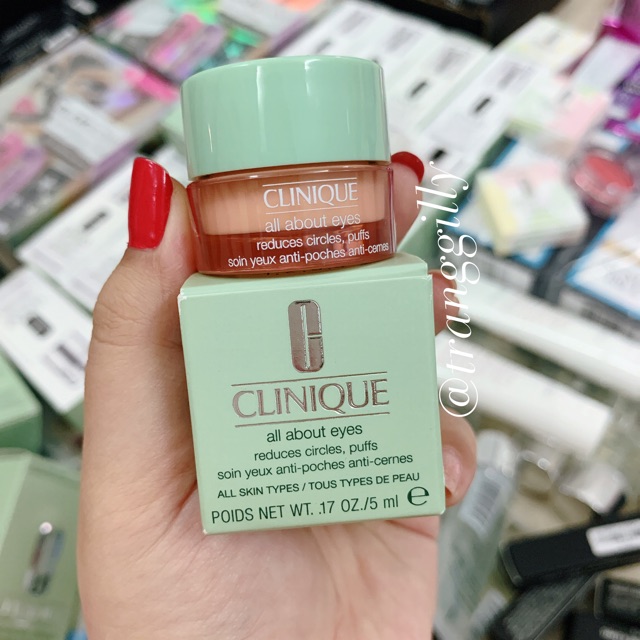 CLINIQUE
all about eyes
reduces circles, puffs
soin yeux anti-poches anti-cernes
CLINIQUE
all about eyes
reduces circles, puffs
soin yeux anti-poches anti-cernes
ALL SKIN TYPES / TOUS TYPES DE PEAU
POIDS NET WT. .17 OZ./5 ml ℮
@tranggilly